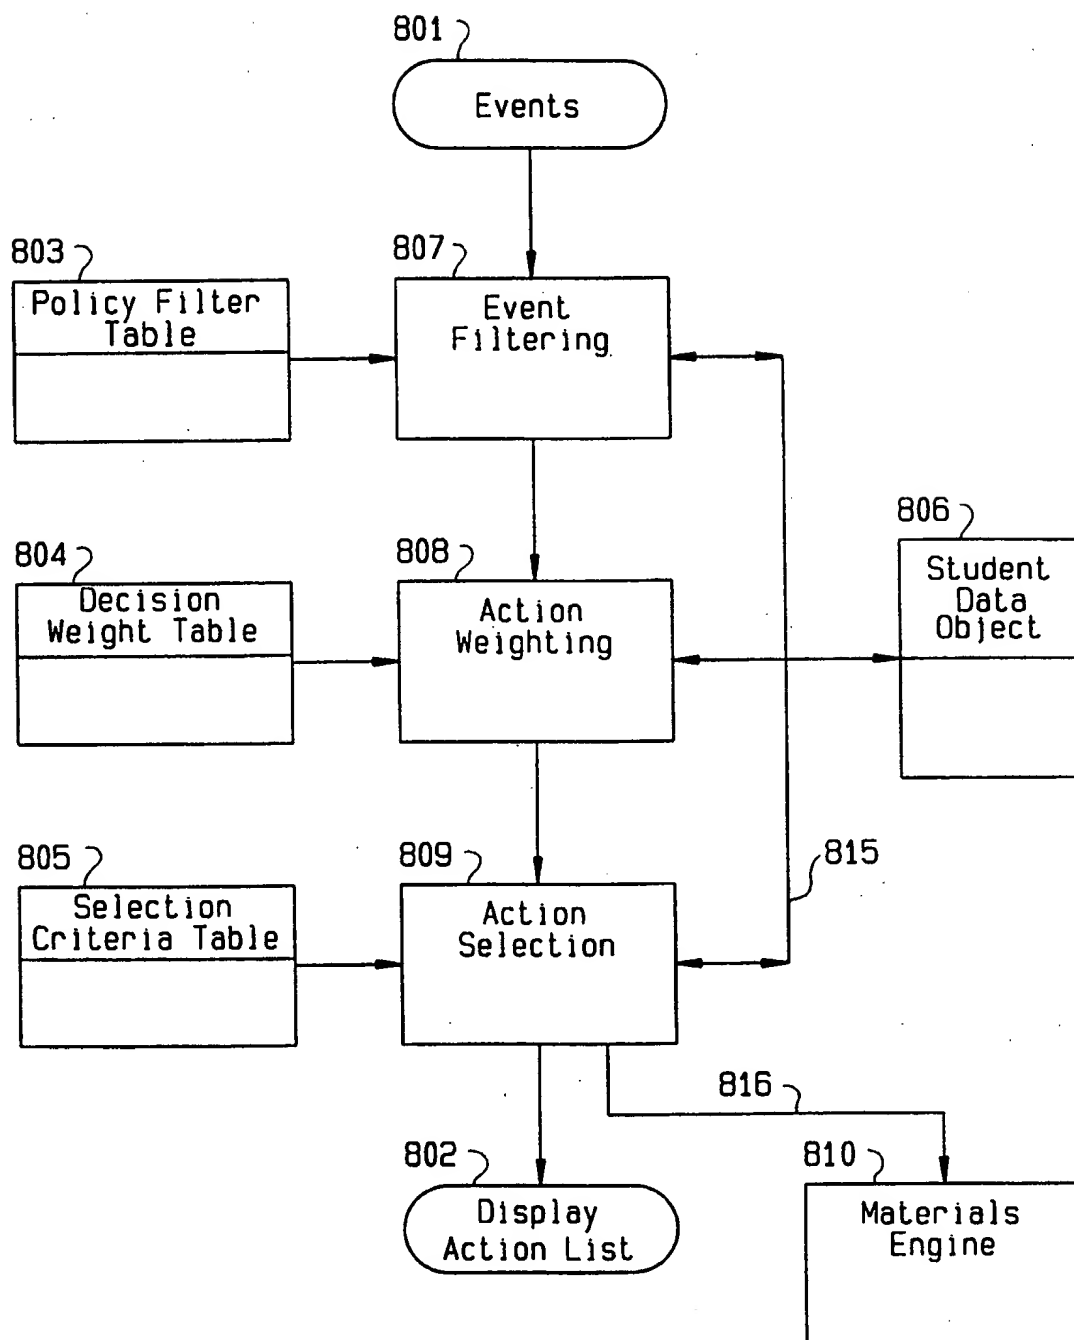 801
Events
803
Policy Filter
Table
807
Event
Filtering
804
Decision
Weight Table
808
Action
Weighting
806
Student
Data
Object
805
Selection
Criteria Table
809
Action
Selection
815
816
802
Display
Action List
810
Materials
Engine